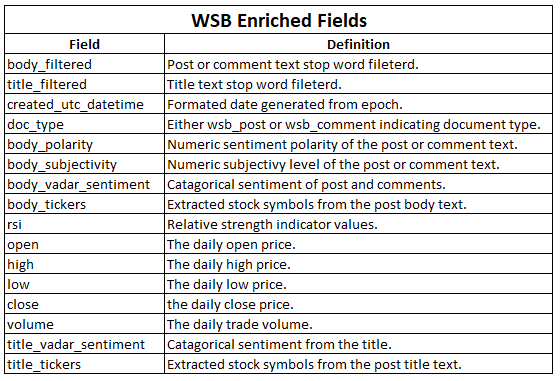 WSB Enriched Fields
Field Definition
body_filtered Post or comment text stop word fileterd.
title_filtered Title text stop word fileterd.
created_utc_datetime Formated date generated from epoch.
doc_type Either wsb_post or wsb_comment indicating document type.
body_polarity Numeric sentiment polarity of the post or comment text.
body_subjectivity Numeric subjectivy level of the post or comment text.
body_vadar_sentiment Catagorical sentiment of post and comments.
body_tickers Extracted stock symbols from the post body text.
rsi Relative strength indicator values.
open The daily open price.
high The daily high price.
low The daily low price.
close the daily close price.
volume The daily trade volume.
title_vadar_sentiment Catagorical sentiment from the title.
title_tickers Extracted stock symbols from the post title text.